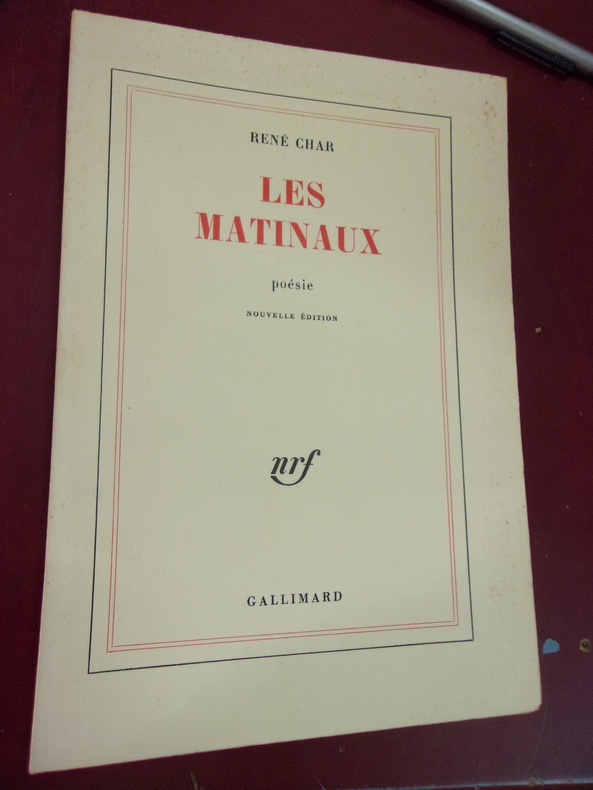 RENÉ CHAR
LES
MATINAUX
poésie
NOUVELLE ÉDITION
nrf
GALLIMARD